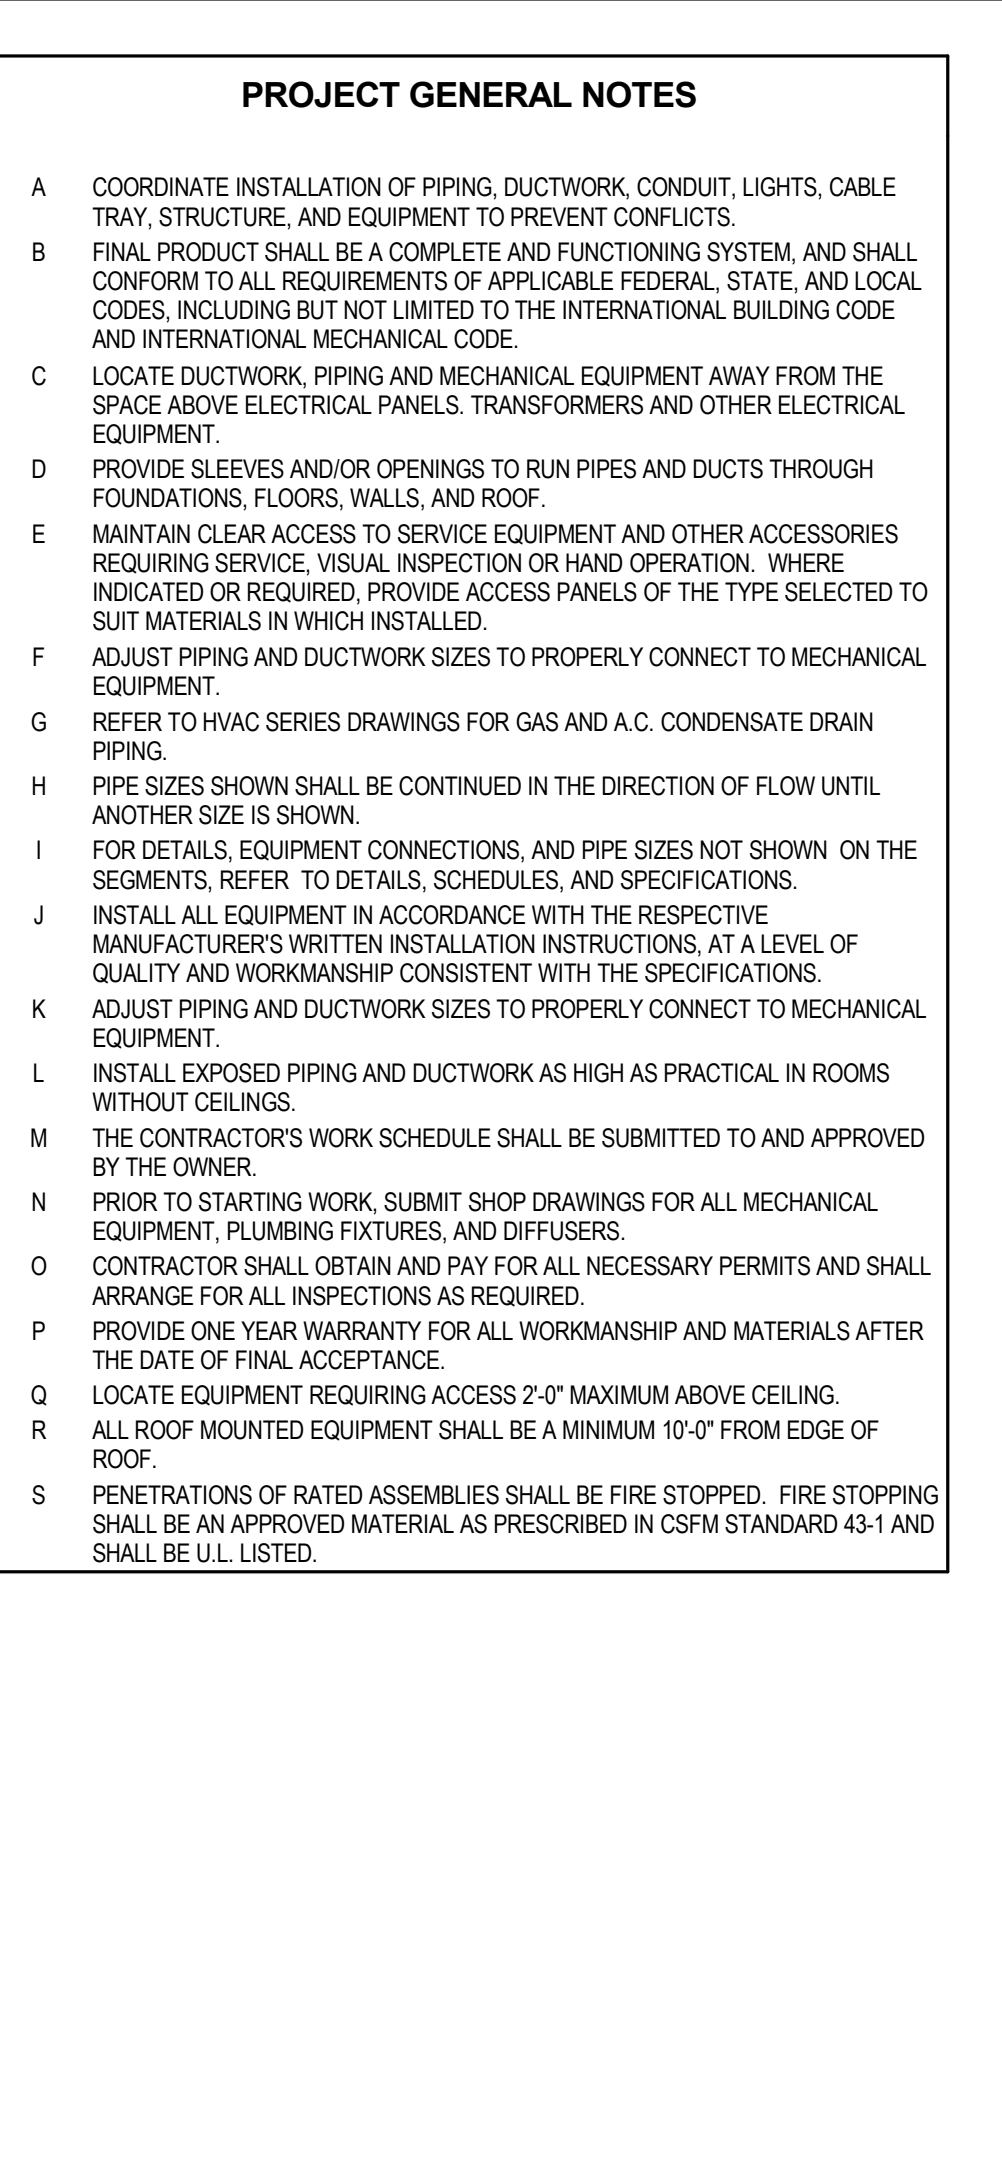 PROJECT GENERAL NOTES
A COORDINATE INSTALLATION OF PIPING, DUCTWORK, CONDUIT, LIGHTS, CABLE
TRAY, STRUCTURE, AND EQUIPMENT TO PREVENT CONFLICTS.
B FINAL PRODUCT SHALL BE A COMPLETE AND FUNCTIONING SYSTEM, AND SHALL
CONFORM TO ALL REQUIREMENTS OF APPLICABLE FEDERAL, STATE, AND LOCAL
CODES, INCLUDING BUT NOT LIMITED TO THE INTERNATIONAL BUILDING CODE
AND INTERNATIONAL MECHANICAL CODE.
C LOCATE DUCTWORK, PIPING AND MECHANICAL EQUIPMENT AWAY FROM THE
SPACE ABOVE ELECTRICAL PANELS. TRANSFORMERS AND OTHER ELECTRICAL
EQUIPMENT.
D PROVIDE SLEEVES AND/OR OPENINGS TO RUN PIPES AND DUCTS THROUGH
FOUNDATIONS, FLOORS, WALLS, AND ROOF.
E MAINTAIN CLEAR ACCESS TO SERVICE EQUIPMENT AND OTHER ACCESSORIES
REQUIRING SERVICE, VISUAL INSPECTION OR HAND OPERATION.  WHERE
INDICATED OR REQUIRED, PROVIDE ACCESS PANELS OF THE TYPE SELECTED TO
SUIT MATERIALS IN WHICH INSTALLED.
F ADJUST PIPING AND DUCTWORK SIZES TO PROPERLY CONNECT TO MECHANICAL
EQUIPMENT.
G REFER TO HVAC SERIES DRAWINGS FOR GAS AND A.C. CONDENSATE DRAIN
PIPING.
H PIPE SIZES SHOWN SHALL BE CONTINUED IN THE DIRECTION OF FLOW UNTIL
ANOTHER SIZE IS SHOWN.
I FOR DETAILS, EQUIPMENT CONNECTIONS, AND PIPE SIZES NOT SHOWN  ON THE
SEGMENTS, REFER  TO DETAILS, SCHEDULES, AND SPECIFICATIONS.
J INSTALL ALL EQUIPMENT IN ACCORDANCE WITH THE RESPECTIVE
MANUFACTURER'S WRITTEN INSTALLATION INSTRUCTIONS, AT A LEVEL OF
QUALITY AND WORKMANSHIP CONSISTENT WITH THE SPECIFICATIONS.
K ADJUST PIPING AND DUCTWORK SIZES TO PROPERLY CONNECT TO MECHANICAL
EQUIPMENT.
L INSTALL EXPOSED PIPING AND DUCTWORK AS HIGH AS PRACTICAL IN ROOMS
WITHOUT CEILINGS.
M THE CONTRACTOR'S WORK SCHEDULE SHALL BE SUBMITTED TO AND APPROVED
BY THE OWNER.
N PRIOR TO STARTING WORK, SUBMIT SHOP DRAWINGS FOR ALL MECHANICAL
EQUIPMENT, PLUMBING FIXTURES, AND DIFFUSERS.
O CONTRACTOR SHALL OBTAIN AND PAY FOR ALL NECESSARY PERMITS AND SHALL
ARRANGE FOR ALL INSPECTIONS AS REQUIRED.
P PROVIDE ONE YEAR WARRANTY FOR ALL WORKMANSHIP AND MATERIALS AFTER
THE DATE OF FINAL ACCEPTANCE.
Q LOCATE EQUIPMENT REQUIRING ACCESS 2'-0" MAXIMUM ABOVE CEILING.
R ALL ROOF MOUNTED EQUIPMENT SHALL BE A MINIMUM 10'-0" FROM EDGE OF
ROOF.
S PENETRATIONS OF RATED ASSEMBLIES SHALL BE FIRE STOPPED.  FIRE STOPPING
SHALL BE AN APPROVED MATERIAL AS PRESCRIBED IN CSFM STANDARD 43-1 AND
SHALL BE U.L. LISTED.